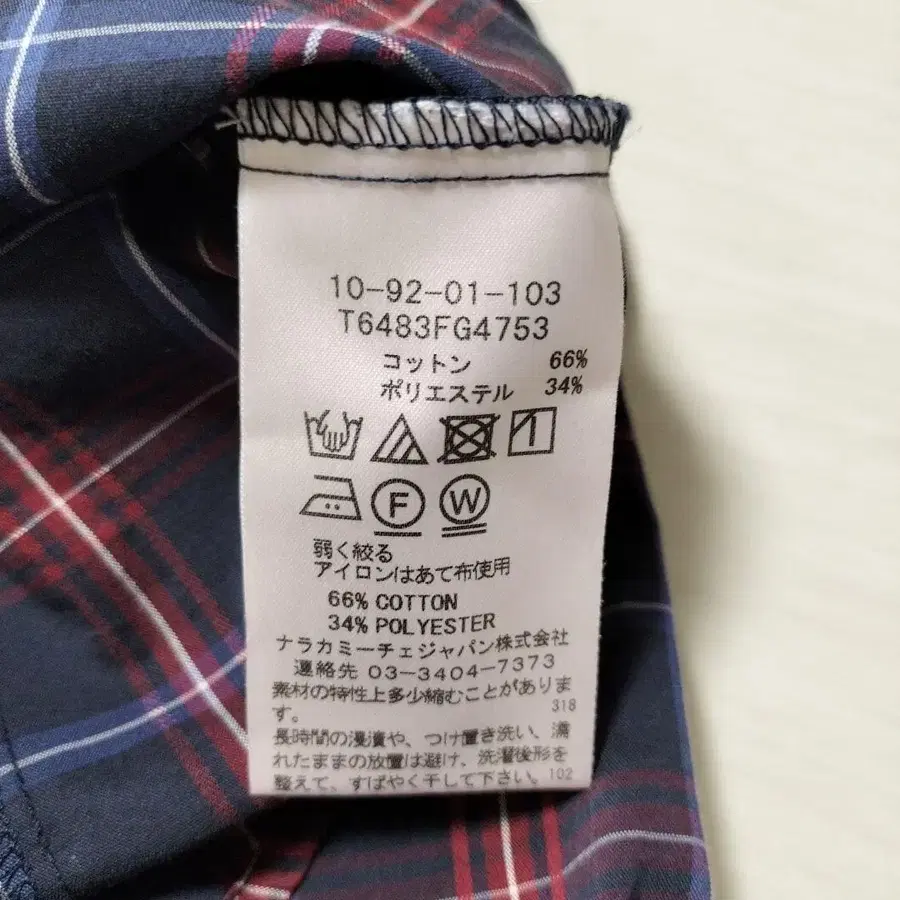 10-92-01-103
T6483FG4753
コットン 66%
ポリエステル 34%
F W
弱く絞る
アイロンはあて布使用
66% COTTON
34% POLYESTER
ナラカミーチェジャパン株式会社
連絡先 03-3404-7373
素材の特性上多少縮むことがありま
す。 318
長時間の浸漬や、つけ置き洗い、濡
れたままの放置は避け、洗濯後形を
整えて、すばやく干して下さい。 102